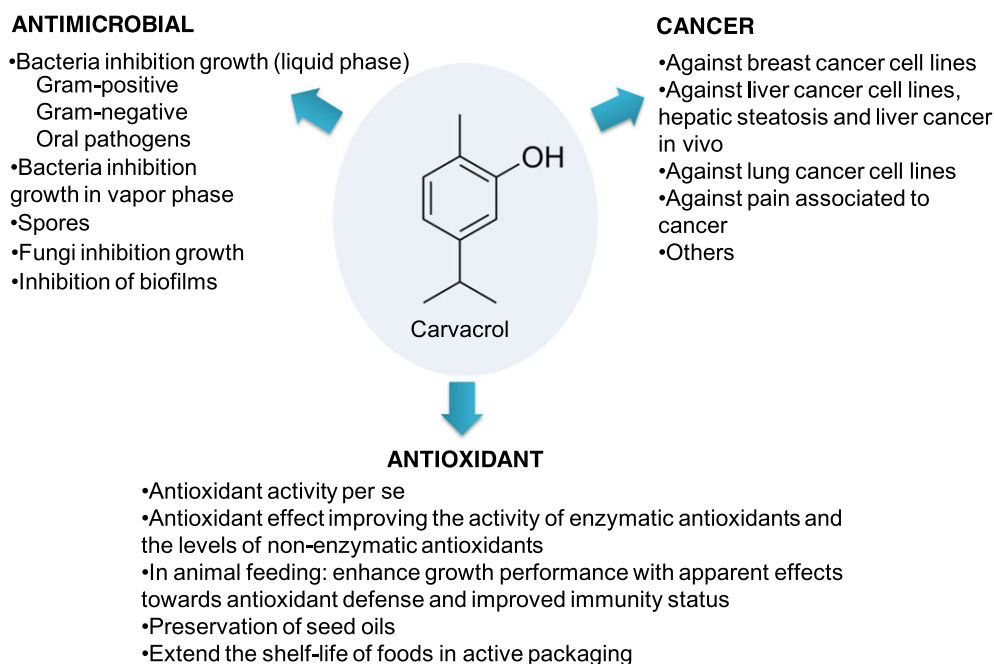 ANTIMICROBIAL
•Bacteria inhibition growth (liquid phase)
Gram-positive
Gram-negative
Oral pathogens
•Bacteria inhibition
growth in vapor phase
•Spores
•Fungi inhibition growth
•Inhibition of biofilms
OH
Carvacrol
CANCER
•Against breast cancer cell lines
•Against liver cancer cell lines,
hepatic steatosis and liver cancer
in vivo
•Against lung cancer cell lines
•Against pain associated to
cancer
•Others
ANTIOXIDANT
•Antioxidant activity per se
•Antioxidant effect improving the activity of enzymatic antioxidants and
the levels of non-enzymatic antioxidants
•In animal feeding: enhance growth performance with apparent effects
towards antioxidant defense and improved immunity status
•Preservation of seed oils
•Extend the shelf-life of foods in active packaging